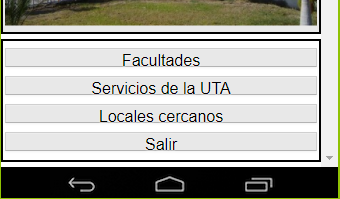 Facultades
Servicios de la UTA
Locales cercanos
Salir